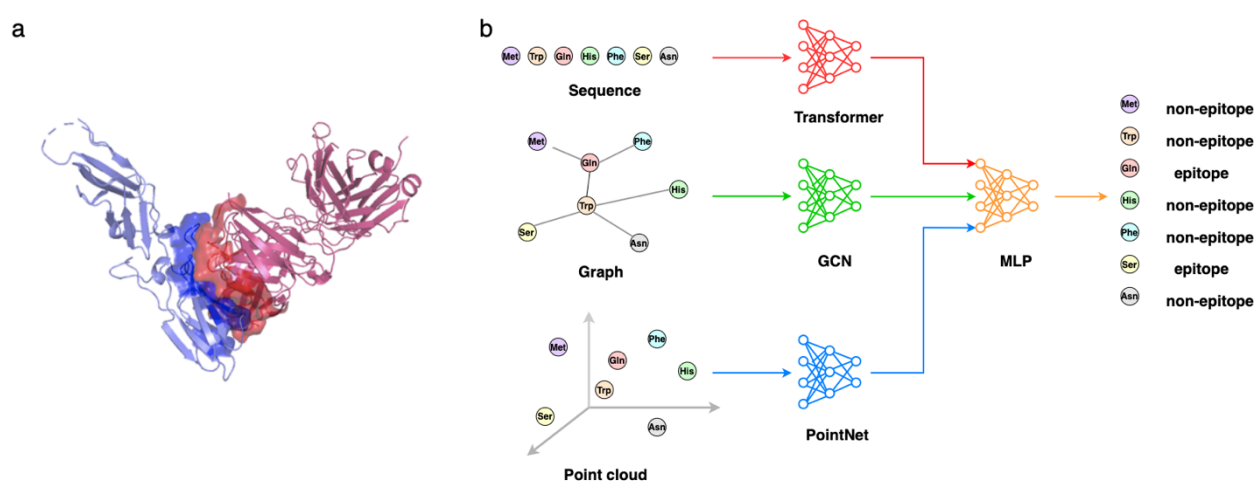 a
b
Met Trp Gln His Phe Ser Asn
Sequence
Transformer
Met
Phe
Gln
His
Trp
Ser
Asn
Graph
GCN
MLP
Met
Phe
Gln
His
Trp
Ser
Asn
Point cloud
PointNet
Met non-epitope
Trp non-epitope
Gln epitope
His non-epitope
Phe non-epitope
Ser epitope
Asn non-epitope